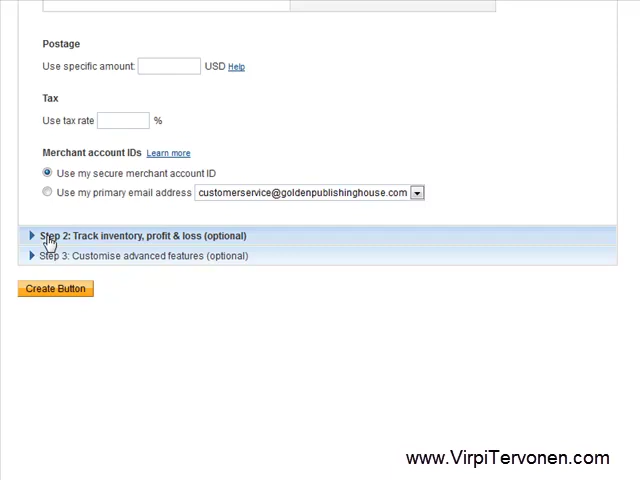 Postage
Use specific amount: USD Help
Tax
Use tax rate %
Merchant account IDs Learn more
Use my secure merchant account ID
Use my primary email address customerservice@goldenpublishinghouse.com
Step 2: Track inventory, profit & loss (optional)
Step 3: Customise advanced features (optional)
Create Button
www.VirpiTervonen.com